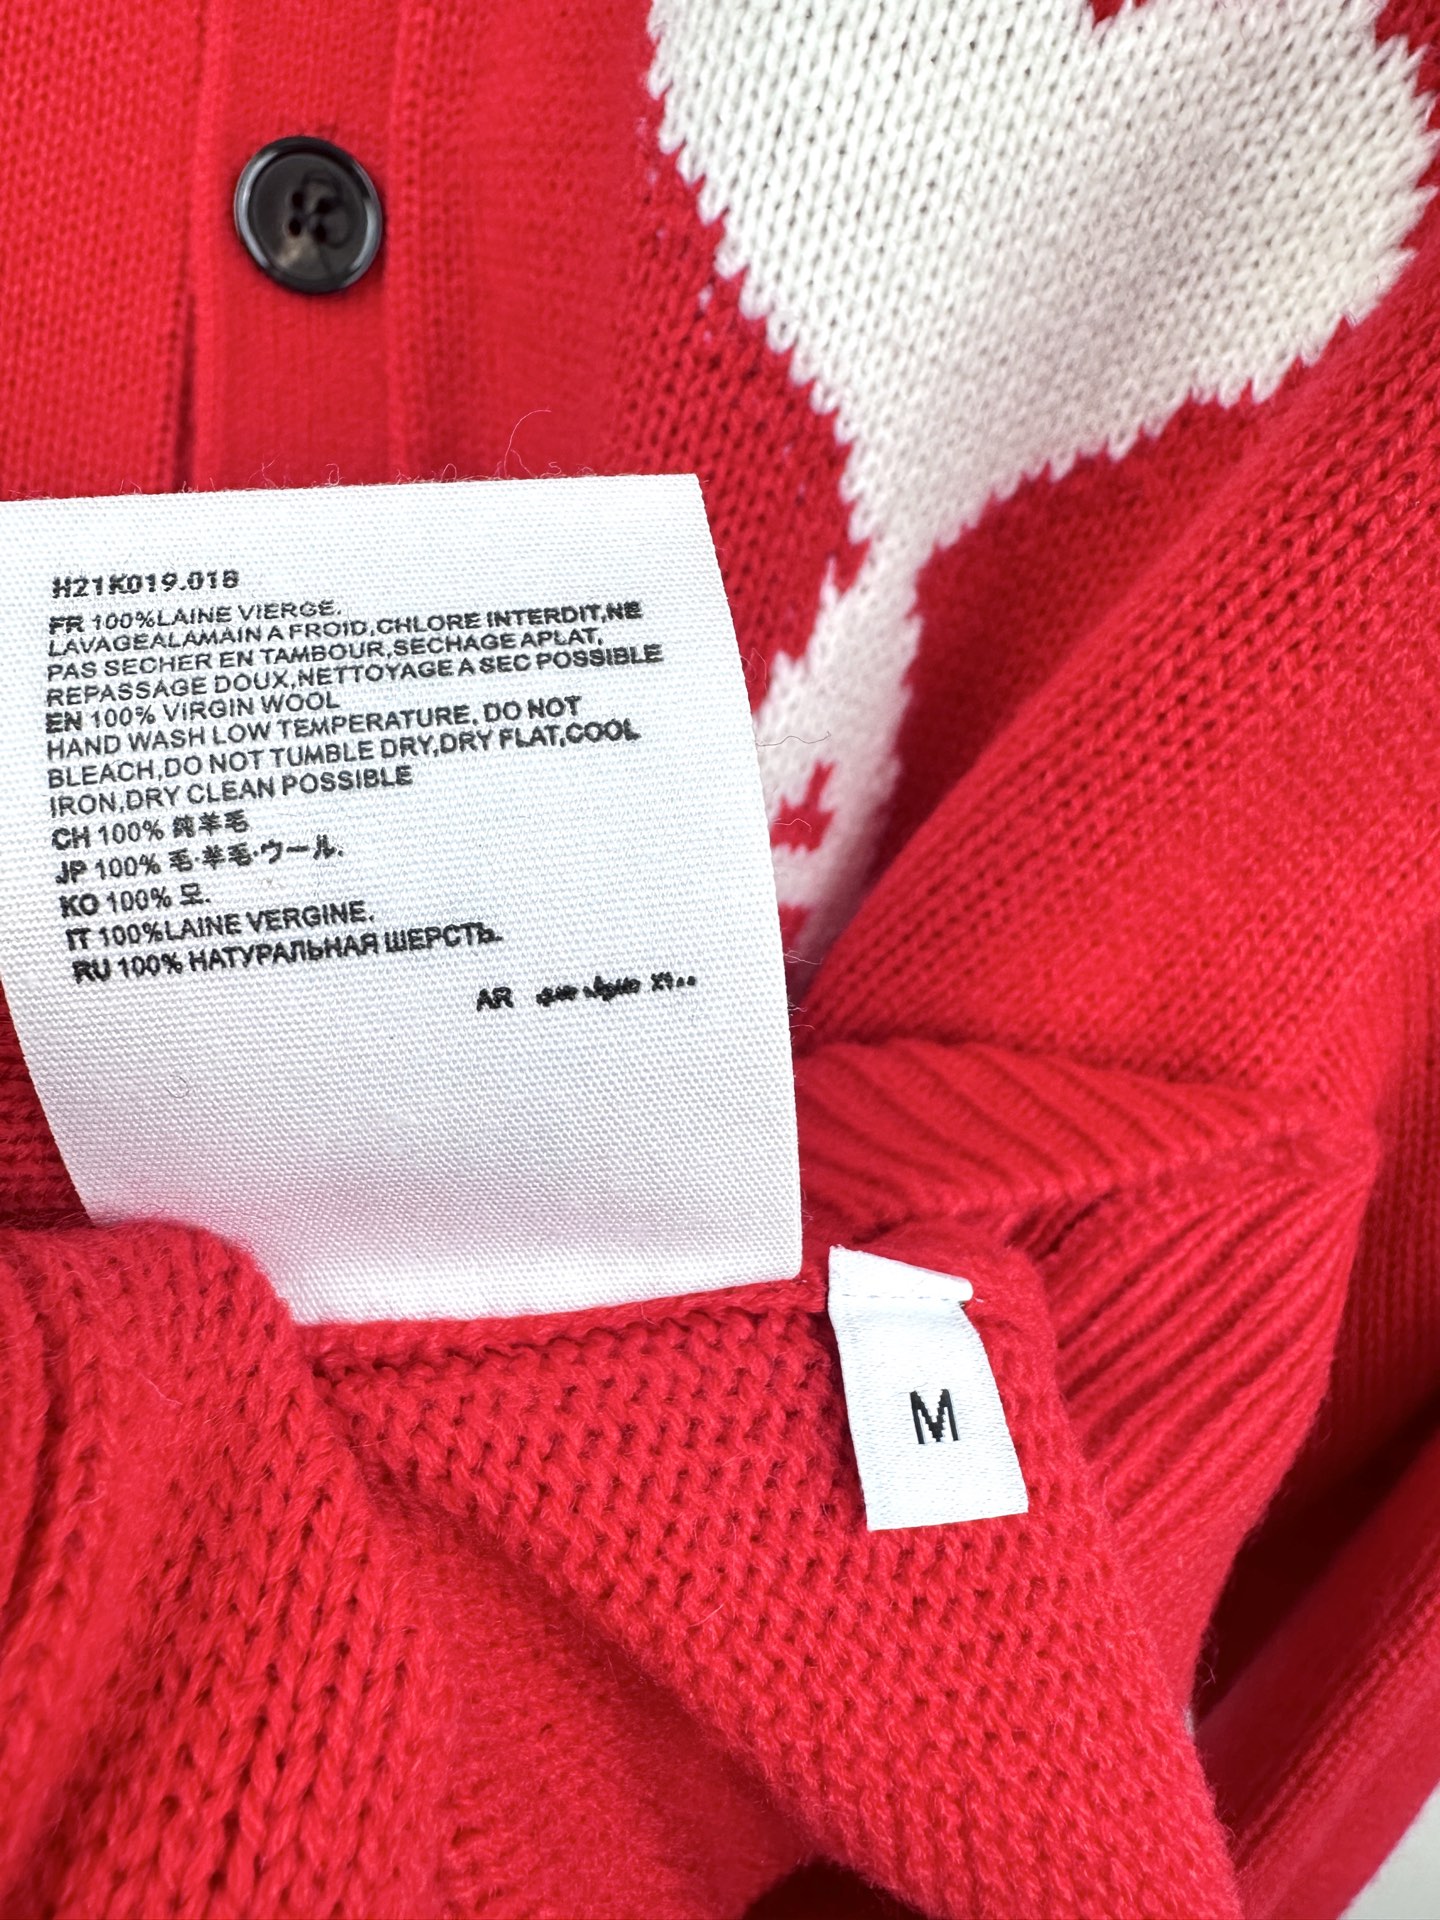 H21K019.018
FR 100%LAINE VIERGE.
LAVAGEALAMAIN A FROID,CHLORE INTERDIT,NE
PAS SECHER EN TAMBOUR,SECHAGE APLAT,
REPASSAGE DOUX,NETTOYAGE A SEC POSSIBLE
EN 100% VIRGIN WOOL
HAND WASH LOW TEMPERATURE, DO NOT
BLEACH,DO NOT TUMBLE DRY,DRY FLAT,COOL
IRON,DRY CLEAN POSSIBLE
CH 100% 纯羊毛
JP 100% 毛·羊毛·ウール.
KO 100% 모.
IT 100%LAINE VERGINE.
RU 100% НАТУРАЛЬНАЯ ШЕРСТЬ.
AR
M